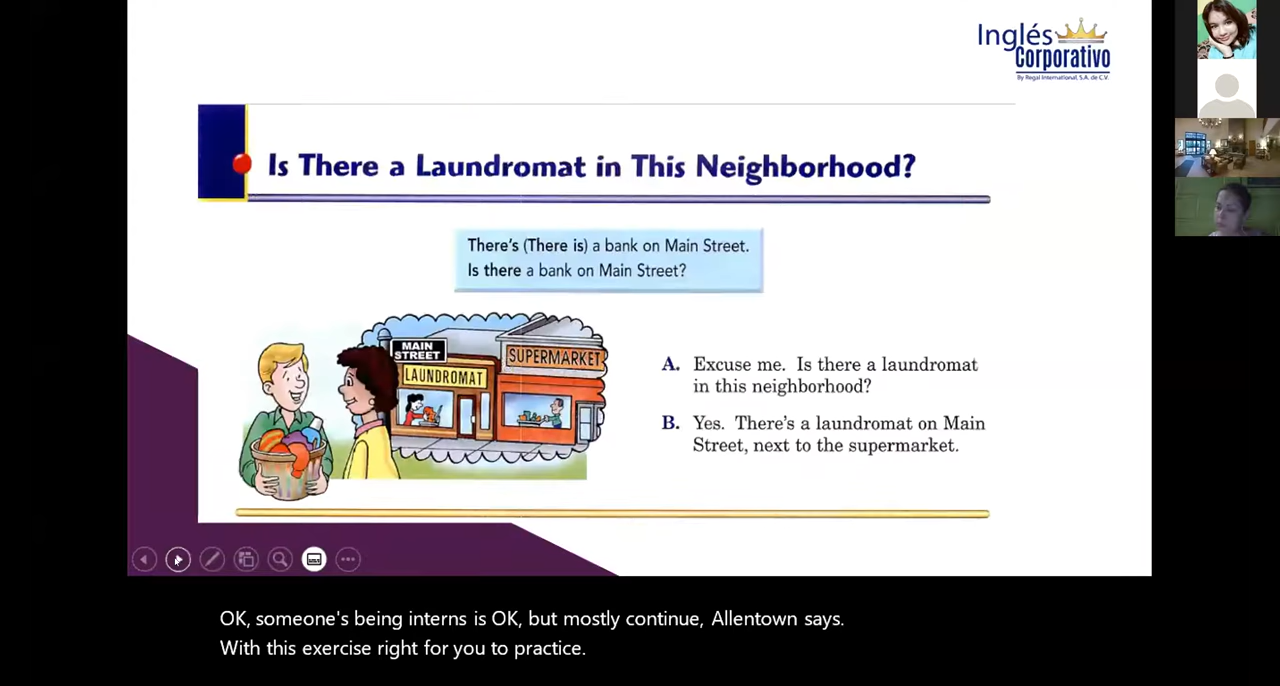 Inglés
Corporativo
By Regal International, S.A. de C.V.
Is There a Laundromat in This Neighborhood?
There's (There is) a bank on Main Street.
Is there a bank on Main Street?
MAIN
STREET
LAUNDROMAT
SUPERMARKET
A. Excuse me. Is there a laundromat
in this neighborhood?
B. Yes. There's a laundromat on Main
Street, next to the supermarket.
OK, someone's being interns is OK, but mostly continue, Allentown says.
With this exercise right for you to practice.